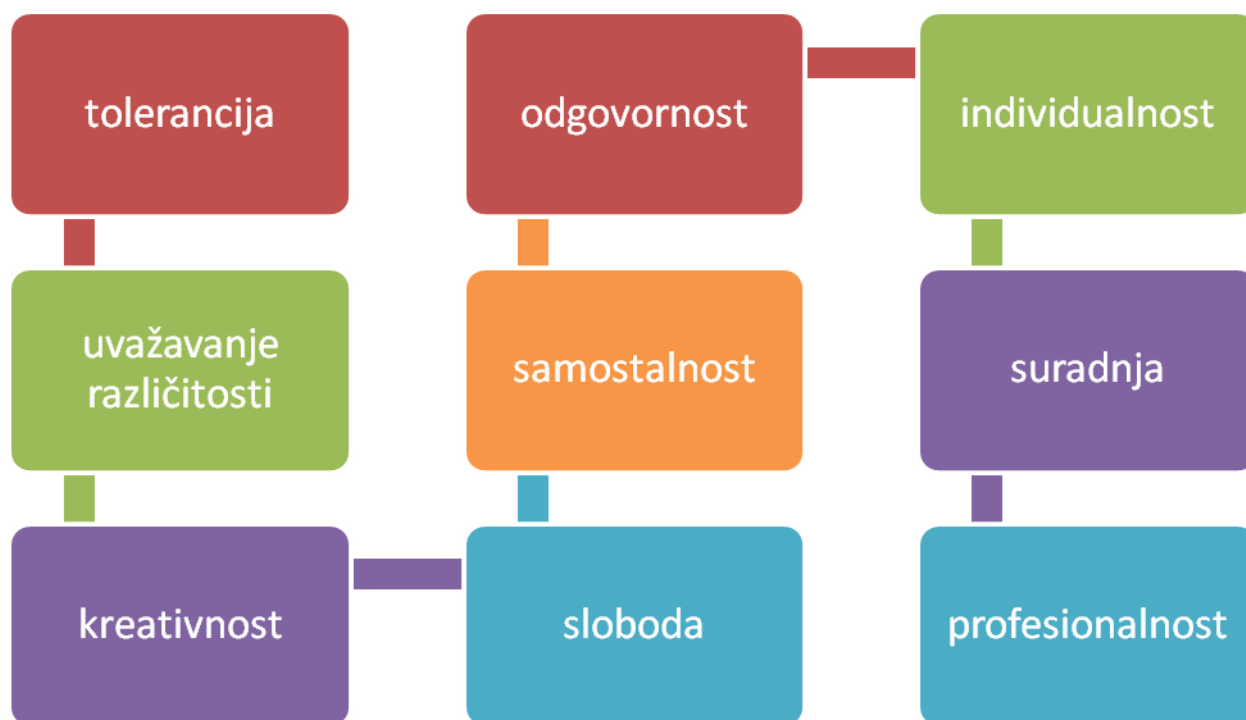 tolerancija
uvažavanje
različitosti
kreativnost
sloboda
samostalnost
odgovornost
individualnost
suradnja
profesionalnost